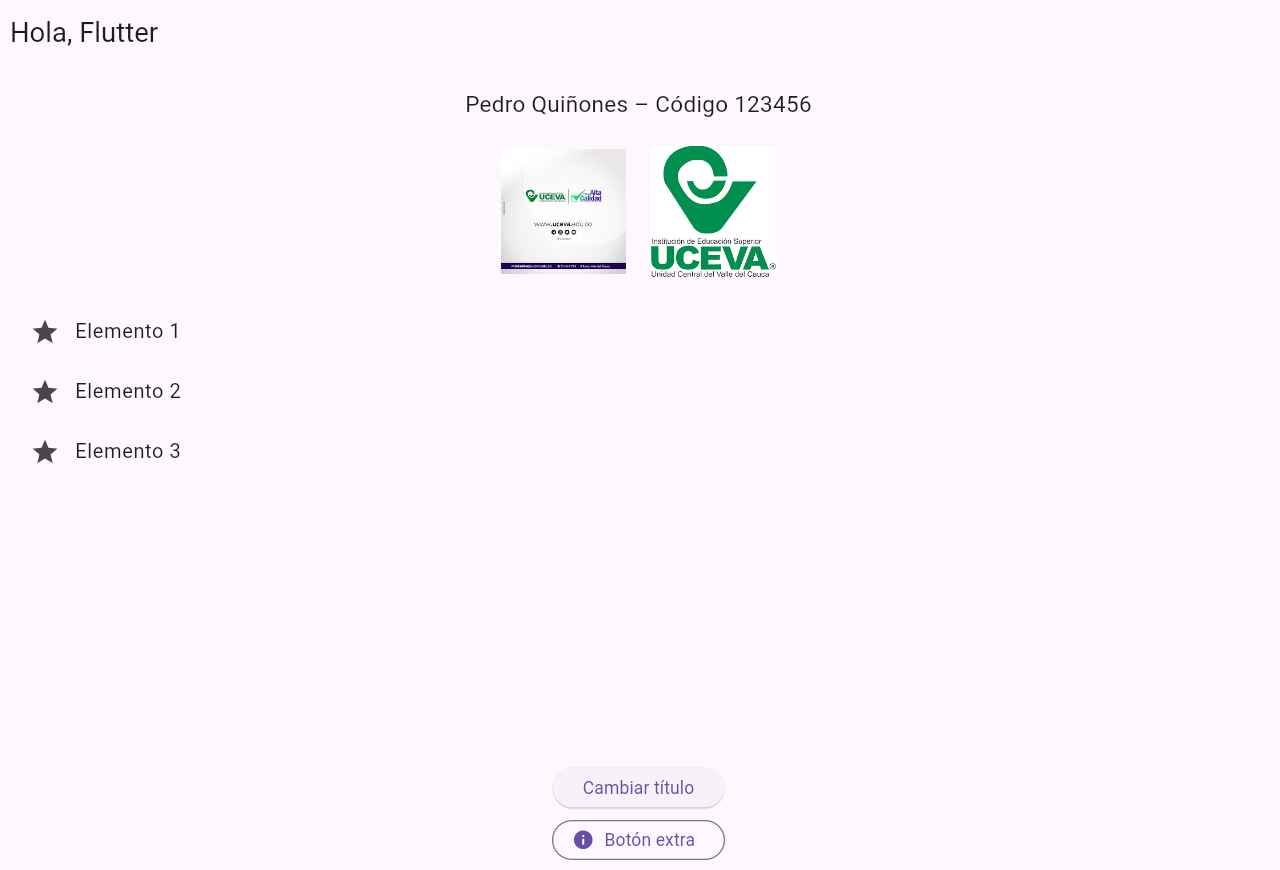 Hola, Flutter
Pedro Quiñones – Código 123456
UCEVA
Alta
Calidad
www.uceva.edu.co
Institución de Educación Superior
UCEVA®
Unidad Central del Valle del Cauca
Elemento 1
Elemento 2
Elemento 3
Cambiar título
Botón extra